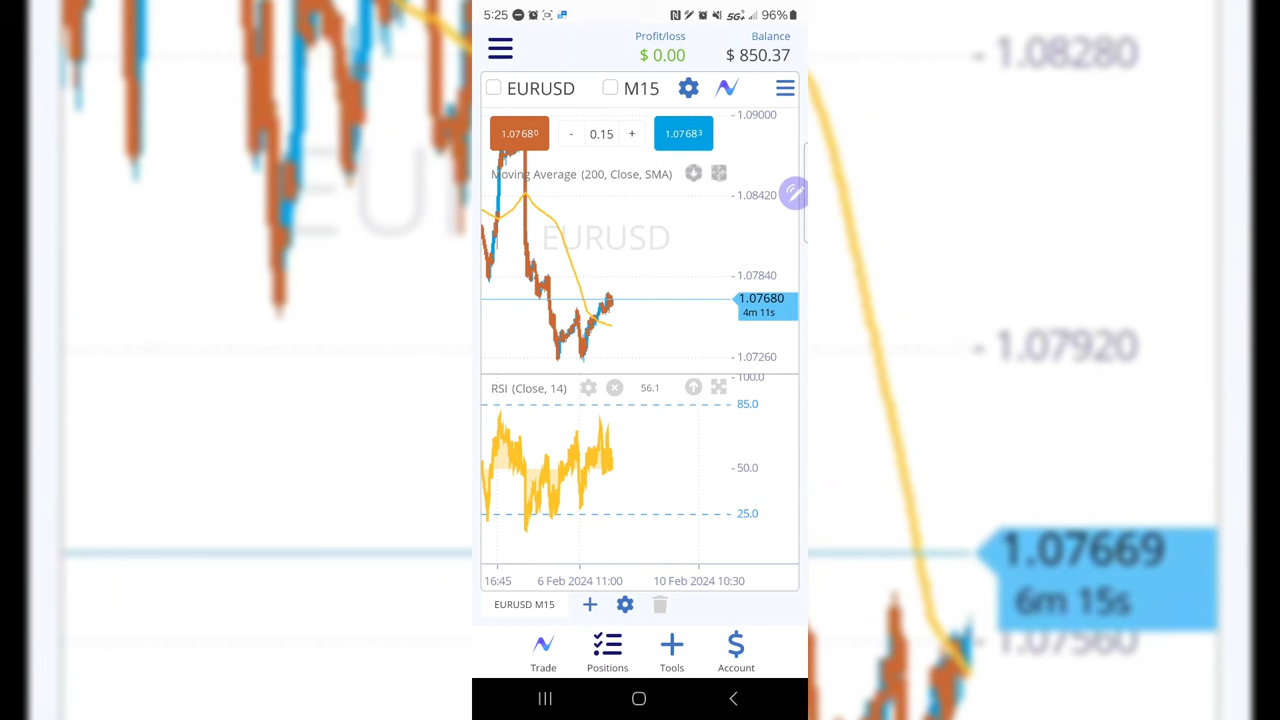 5:25 5G 96%
Profit/loss Balance
$ 0.00 $ 850.37
EURUSD M15
1.09000
1.07680 - 0.15 + 1.07683
Moving Average (200, Close, SMA)
1.08420
EURUSD
1.07840
1.07680
4m 11s
1.07260
100.0
RSI (Close, 14) 56.1
85.0
50.0
25.0
16:45 6 Feb 2024 11:00 10 Feb 2024 10:30
EURUSD M15
Trade Positions Tools Account
EU
1.08280
1.07920
1.07669
6m 15s
1.07560